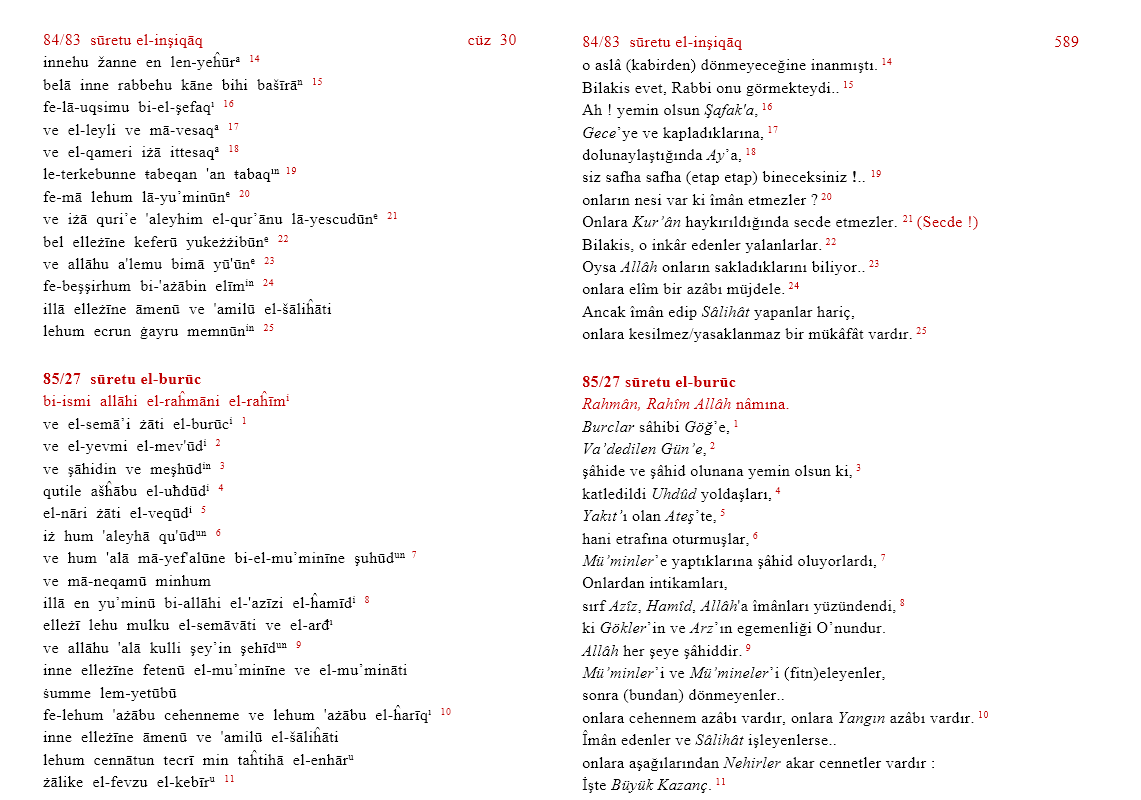 84/83 sūretu el-inşiqāq cüz 30
innehu žanne en len-yeĥūrᵃ 14
belā inne rabbehu kāne bihi bašīrāⁿ 15
fe-lā-uqsimu bi-el-şefaqᶦ 16
ve el-leyli ve mā-vesaqᵃ 17
ve el-qameri iżā ittesaqᵃ 18
le-terkebunne ŧabeqan 'an ŧabaqᶦⁿ 19
fe-mā lehum lā-yu’minūnᵉ 20
ve iżā quri’e 'aleyhim el-qur’ānu lā-yescudūnᵉ 21
bel elleżīne keferū yukeżżibūnᵉ 22
ve allāhu a'lemu bimā yū'ūnᵉ 23
fe-beşşirhum bi-'ażābin elīmⁱⁿ 24
illā elleżīne āmenū ve 'amilū el-šāliĥāti
lehum ecrun ġayru memnūnⁱⁿ 25
85/27 sūretu el-burūc
bi-ismi allāhi el-raĥmāni el-raĥīmⁱ
ve el-semā’i żāti el-burūcⁱ 1
ve el-yevmi el-mev'ūdⁱ 2
ve şāhidin ve meşhūdⁱⁿ 3
qutile ašĥābu el-uħdūdⁱ 4
el-nāri żāti el-veqūdⁱ 5
iż hum 'aleyhā qu'ūdᵘⁿ 6
ve hum 'alā mā-yef'alūne bi-el-mu’minīne şuhūdᵘⁿ 7
ve mā-neqamū minhum
illā en yu’minū bi-allāhi el-'azīzi el-ĥamīdⁱ 8
elleżī lehu mulku el-semāvāti ve el-arđⁱ
ve allāhu 'alā kulli şey’in şehīdᵘⁿ 9
inne elleżīne fetenū el-mu’minīne ve el-mu’mināti
ŝumme lem-yetūbū
fe-lehum 'ażābu cehenneme ve lehum 'ażābu el-ĥarīqᶦ 10
inne elleżīne āmenū ve 'amilū el-šāliĥāti
lehum cennātun tecrī min taĥtihā el-enhārᵘ
żālike el-fevzu el-kebīrᵘ 11
84/83 sūretu el-inşiqāq 589
o aslâ (kabirden) dönmeyeceğine inanmıştı. 14
Bilakis evet, Rabbi onu görmekteydi.. 15
Ah ! yemin olsun Şafak'a, 16
Gece’ye ve kapladıklarına, 17
dolunaylaştığında Ay’a, 18
siz safha safha (etap etap) bineceksiniz !.. 19
onların nesi var ki îmân etmezler ? 20
Onlara Kur’ân haykırıldığında secde etmezler. 21 (Secde !)
Bilakis, o inkâr edenler yalanlarlar. 22
Oysa Allâh onların sakladıklarını biliyor.. 23
onlara elîm bir azâbı müjdele. 24
Ancak îmân edip Sâlihât yapanlar hariç,
onlara kesilmez/yasaklanmaz bir mükâfât vardır. 25
85/27 sūretu el-burūc
Rahmân, Rahîm Allâh nâmına.
Burclar sâhibi Göğ’e, 1
Va’dedilen Gün’e, 2
şâhide ve şâhid olunana yemin olsun ki, 3
katledildi Uhdûd yoldaşları, 4
Yakıt’ı olan Ateş’te, 5
hani etrafına oturmuşlar, 6
Mü’minler’e yaptıklarına şâhid oluyorlardı, 7
Onlardan intikamları,
sırf Azîz, Hamîd, Allâh'a îmânları yüzündendi, 8
ki Gökler’in ve Arz’ın egemenliği O’nundur.
Allâh her şeye şâhiddir. 9
Mü’minler’i ve Mü’mineler’i (fitn)eleyenler,
sonra (bundan) dönmeyenler..
onlara cehennem azâbı vardır, onlara Yangın azâbı vardır. 10
Îmân edenler ve Sâlihât işleyenlerse..
onlara aşağılarından Nehirler akar cennetler vardır :
İşte Büyük Kazanç. 11